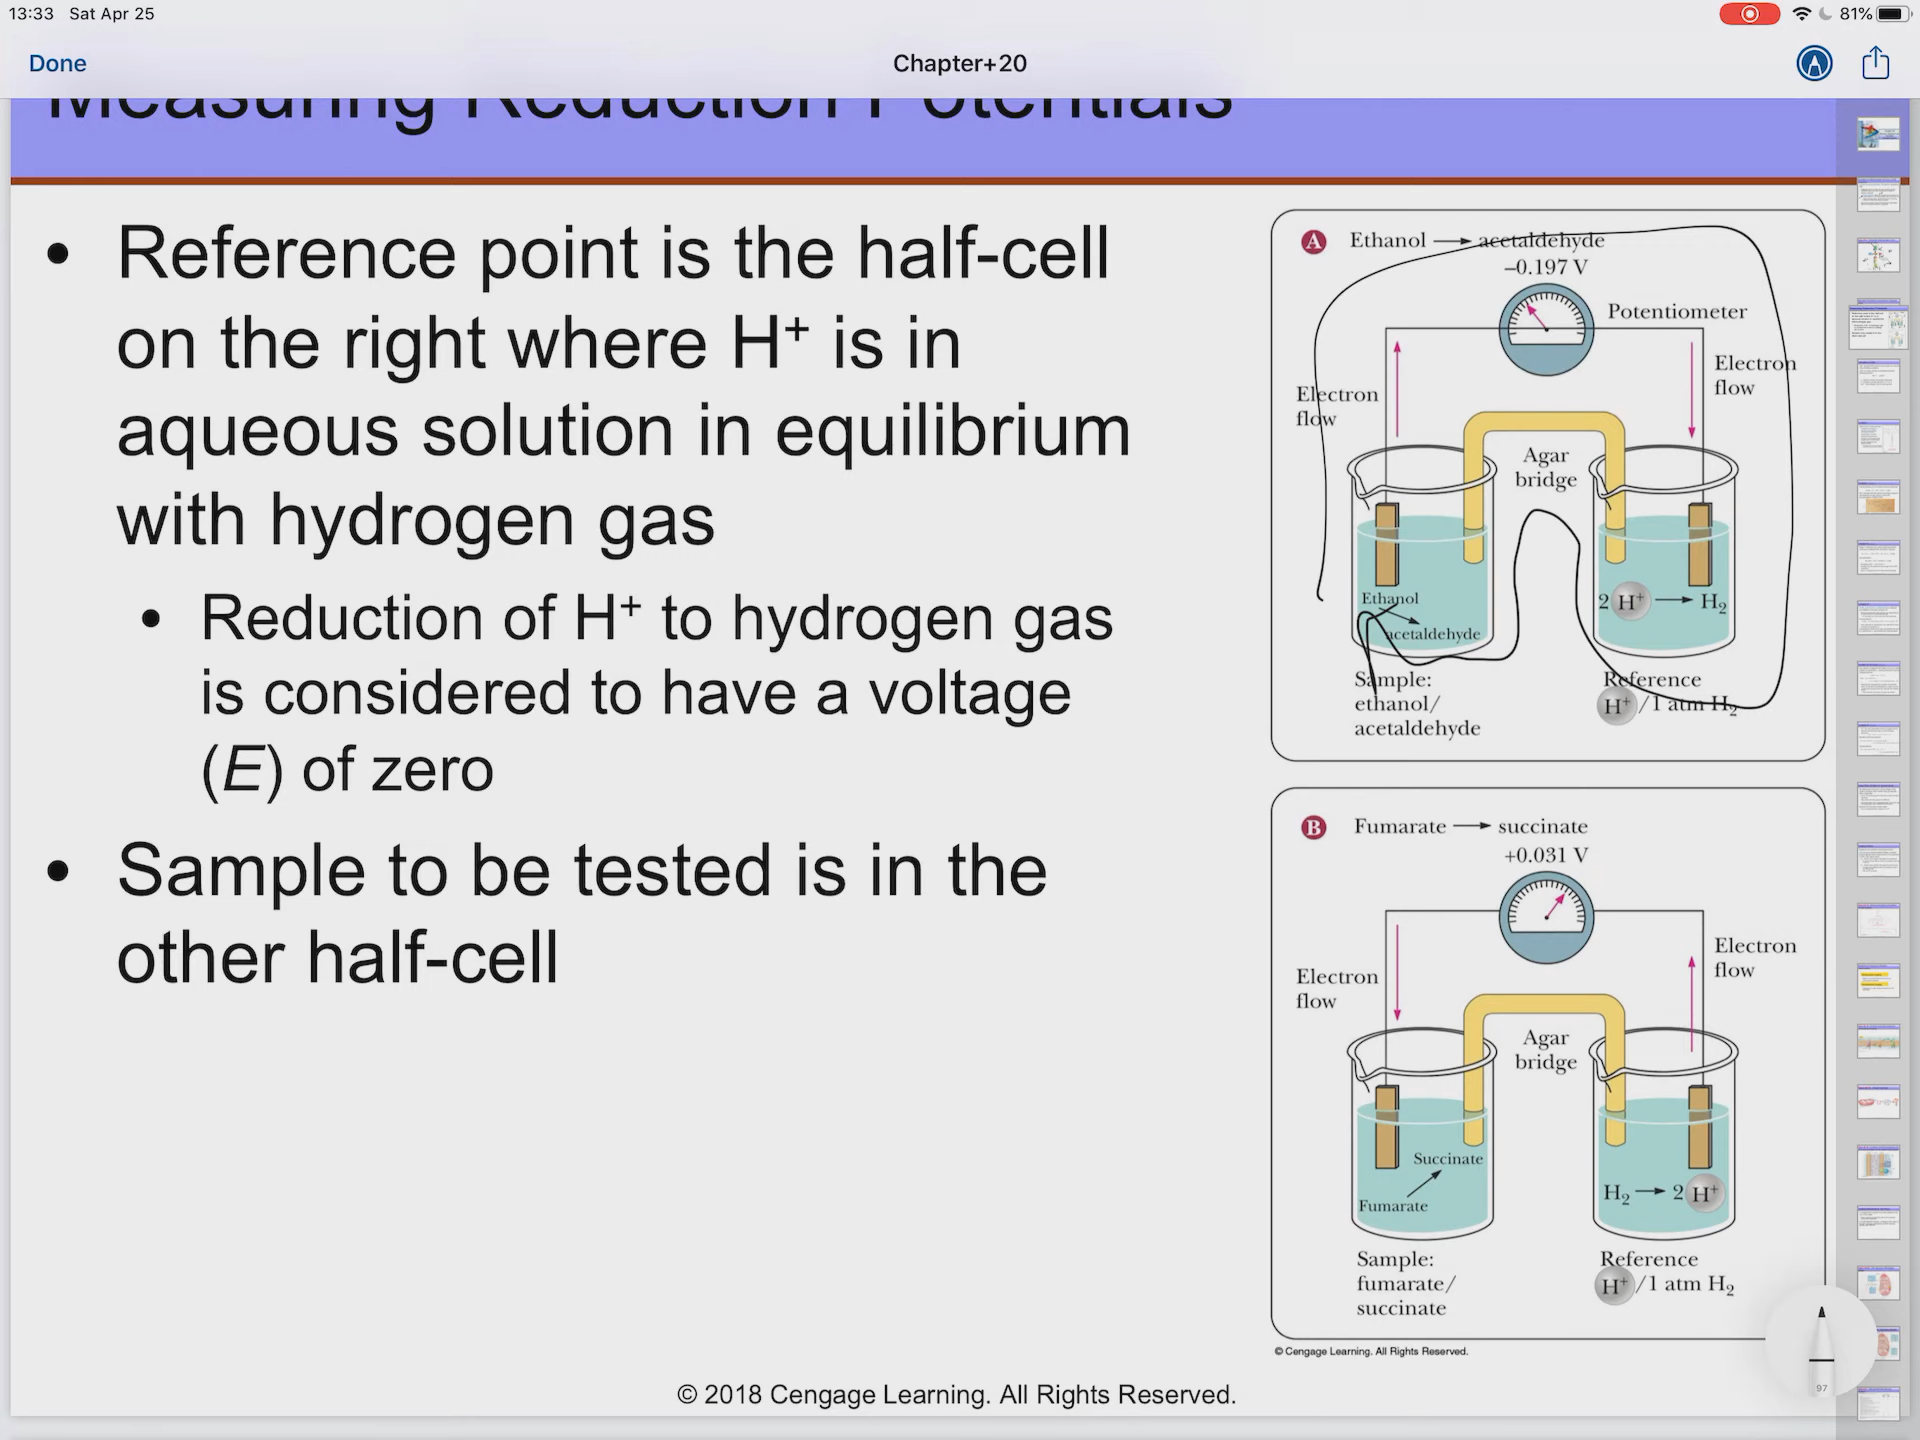 13:33 Sat Apr 25
81%
Done
Chapter+20
Measuring Reduction Potentials
• Reference point is the half-cell
on the right where H⁺ is in
aqueous solution in equilibrium
with hydrogen gas
• Reduction of H⁺ to hydrogen gas
is considered to have a voltage
(E) of zero
• Sample to be tested is in the
other half-cell
A Ethanol → acetaldehyde
−0.197 V
Potentiometer
Electron
flow
Electron
flow
Agar
bridge
Ethanol
acetaldehyde
2 H⁺ → H₂
Sample:
ethanol/
acetaldehyde
Reference
H⁺/1 atm H₂
B Fumarate → succinate
+0.031 V
Electron
flow
Electron
flow
Agar
bridge
Succinate
Fumarate
H₂ → 2 H⁺
Sample:
fumarate/
succinate
Reference
H⁺/1 atm H₂
© Cengage Learning. All Rights Reserved.
© 2018 Cengage Learning. All Rights Reserved.
97